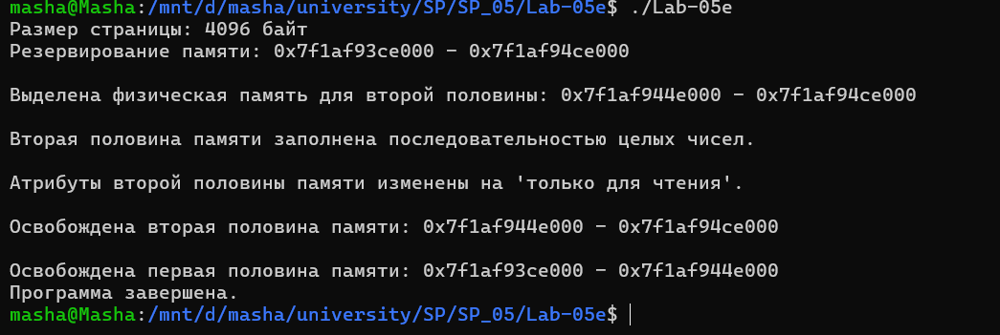 masha@Masha:/mnt/d/masha/university/SP/SP_05/Lab-05e$ ./Lab-05e
Размер страницы: 4096 байт
Резервирование памяти: 0x7f1af93ce000 - 0x7f1af94ce000
Выделена физическая память для второй половины: 0x7f1af944e000 - 0x7f1af94ce000
Вторая половина памяти заполнена последовательностью целых чисел.
Атрибуты второй половины памяти изменены на 'только для чтения'.
Освобождена вторая половина памяти: 0x7f1af944e000 - 0x7f1af94ce000
Освобождена первая половина памяти: 0x7f1af93ce000 - 0x7f1af944e000
Программа завершена.
masha@Masha:/mnt/d/masha/university/SP/SP_05/Lab-05e$